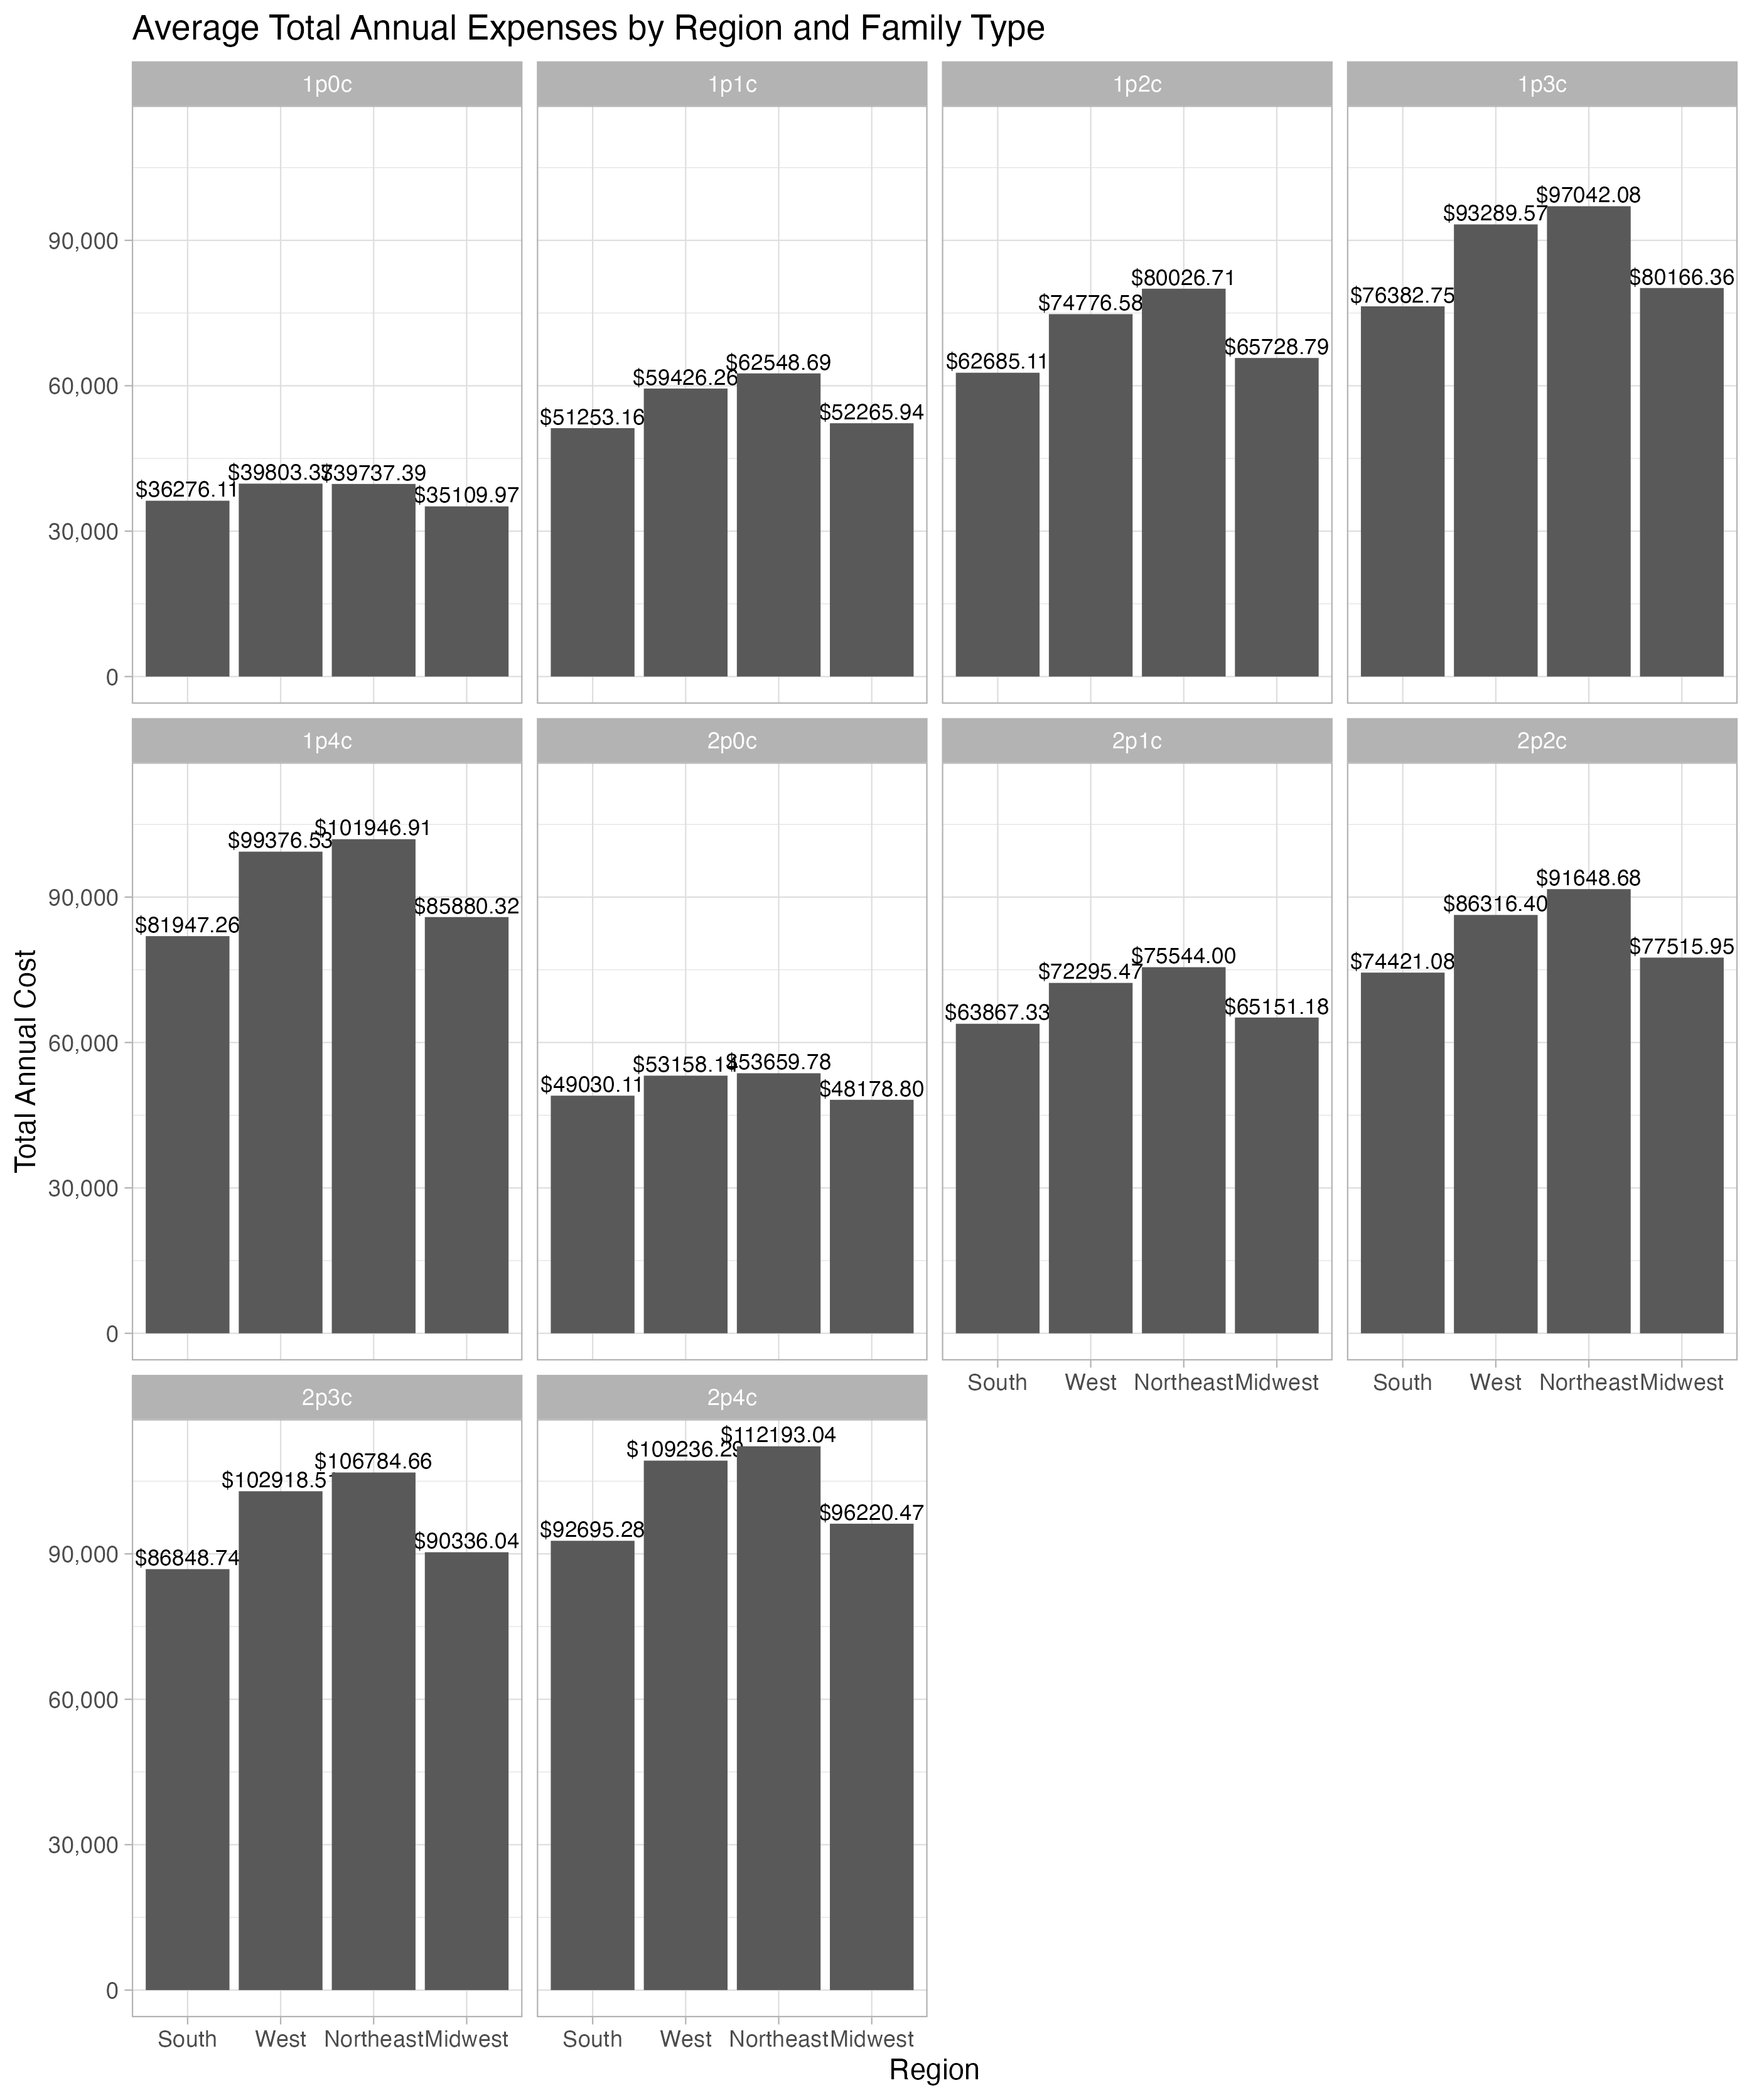 Average Total Annual Expenses by Region and Family Type
1p0c 1p1c 1p2c 1p3c
$36276.11 $39803.37 $39737.39 $35109.97
$51253.16 $59426.26 $62548.69 $52265.94
$62685.11 $74776.58 $80026.71 $65728.79
$76382.75 $93289.57 $97042.08 $80166.36
90,000
60,000
30,000
0
1p4c 2p0c 2p1c 2p2c
$81947.26 $99376.53 $101946.91 $85880.32
$49030.11 $53659.78 $48178.80
$63867.33 $72295.47 $75544.00 $65151.18
$74421.08 $86316.40 $91648.68 $77515.95
90,000
60,000
30,000
0
South West Northeast Midwest
South West Northeast Midwest
2p3c 2p4c
$86848.74 $106784.66 $90336.04
$92695.28 $109236.29 $112193.04 $96220.47
90,000
60,000
30,000
0
South West Northeast Midwest
South West Northeast Midwest
Total Annual Cost
Region